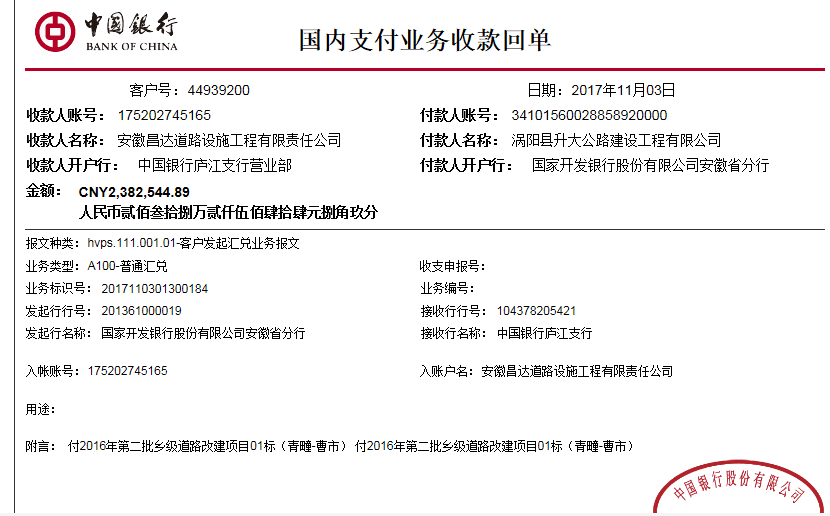 中国银行
BANK OF CHINA
国内支付业务收款回单
客户号：44939200 日期：2017年11月03日
收款人账号：175202745165 付款人账号：34101560028858920000
收款人名称：安徽昌达道路设施工程有限责任公司 付款人名称：涡阳县升大公路建设工程有限公司
收款人开户行：中国银行庐江支行营业部 付款人开户行：国家开发银行股份有限公司安徽省分行
金额：CNY2,382,544.89
人民币贰佰叁拾捌万贰仟伍佰肆拾肆元捌角玖分
报文种类：hvps.111.001.01-客户发起汇兑业务报文
业务类型：A100-普通汇兑 收支申报号：
业务标识号：2017110301300184 业务编号：
发起行行号：201361000019 接收行行号：104378205421
发起行名称：国家开发银行股份有限公司安徽省分行 接收行名称：中国银行庐江支行
入帐账号：175202745165 入账户名：安徽昌达道路设施工程有限责任公司
用途：
附言：付2016年第二批乡级道路改建项目01标（青疃-曹市）付2016年第二批乡级道路改建项目01标（青疃-曹市）
中国银行股份有限公司